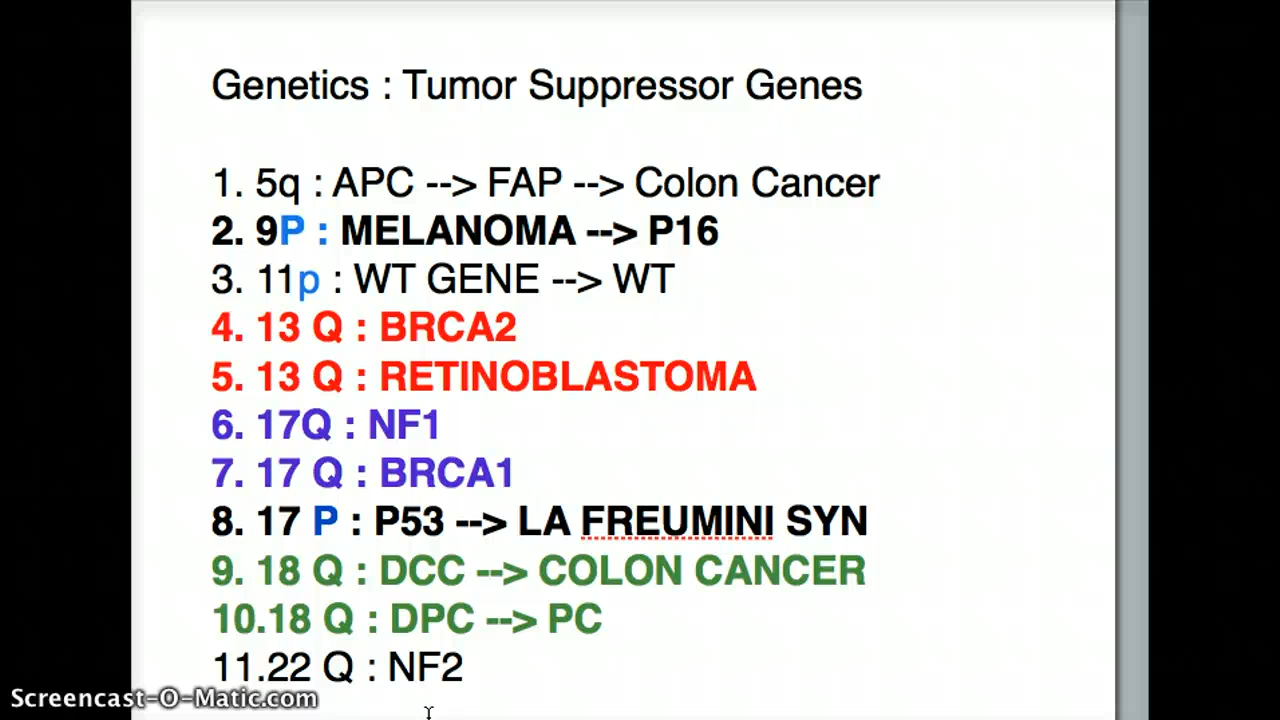 Genetics : Tumor Suppressor Genes
1. 5q : APC --> FAP --> Colon Cancer
2. 9P : MELANOMA --> P16
3. 11p : WT GENE --> WT
4. 13 Q : BRCA2
5. 13 Q : RETINOBLASTOMA
6. 17Q : NF1
7. 17 Q : BRCA1
8. 17 P : P53 --> LA FREUMINI SYN
9. 18 Q : DCC --> COLON CANCER
10.18 Q : DPC --> PC
11.22 Q : NF2
Screencast-O-Matic.com